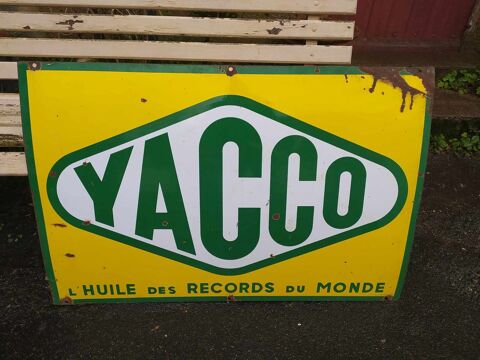 YACCO
L'HUILE DES RECORDS DU MONDE